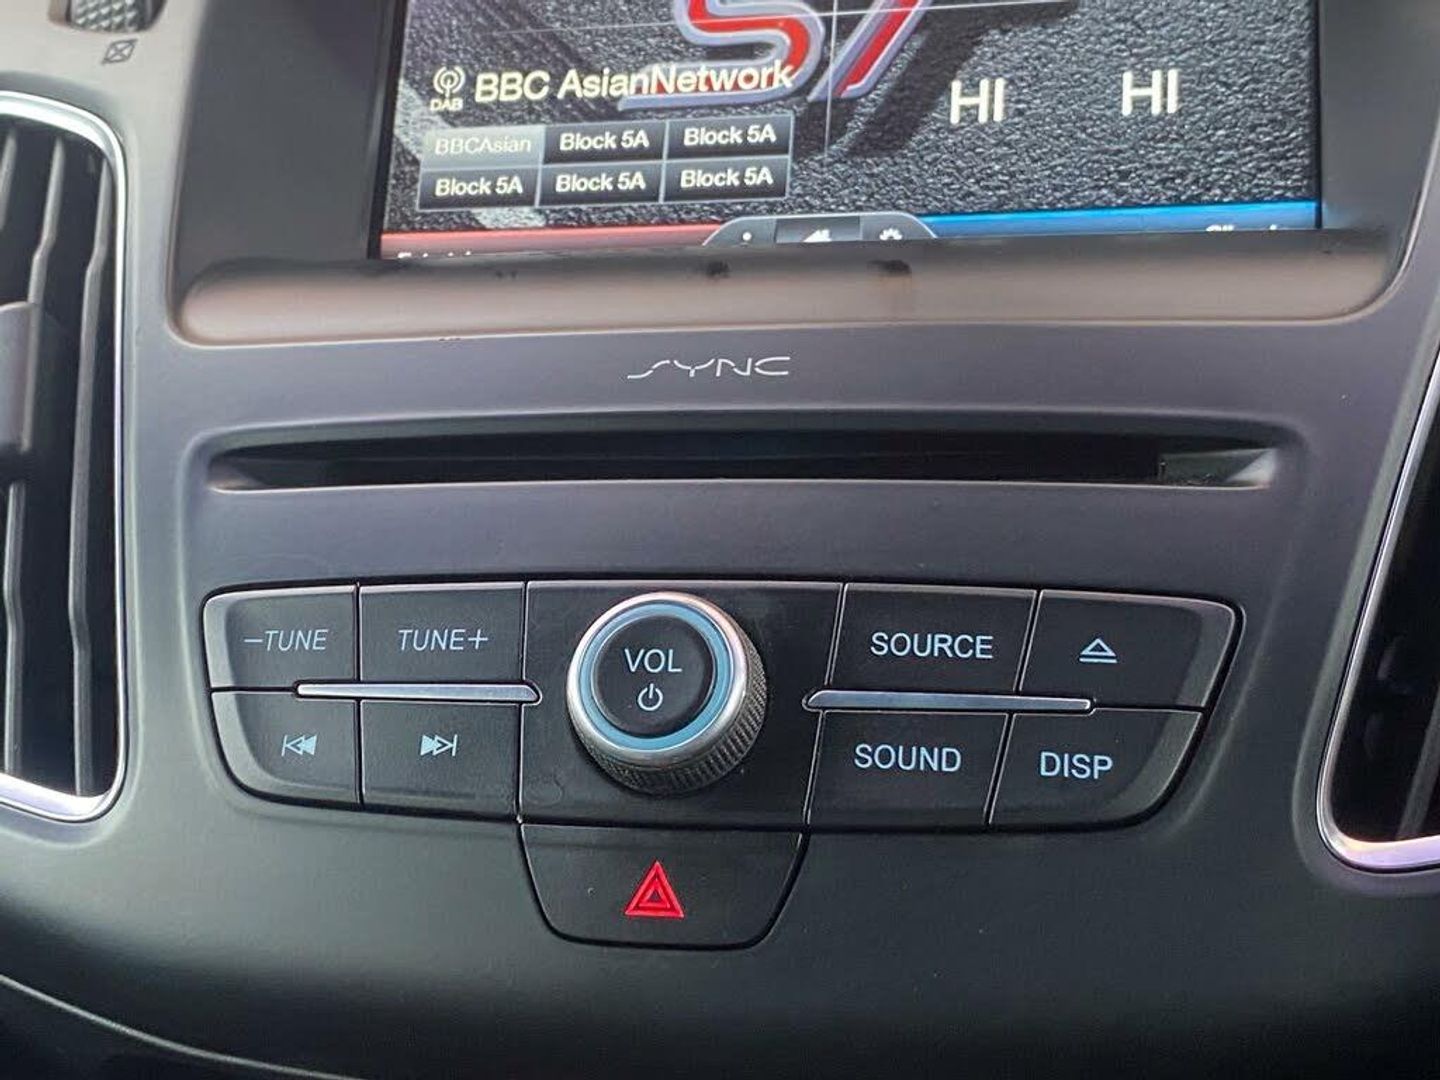 ST
DAB BBC AsianNetwork
HI HI
BBCAsian Block 5A Block 5A
Block 5A Block 5A Block 5A
SYNC
−TUNE TUNE+ VOL SOURCE
SOUND DISP